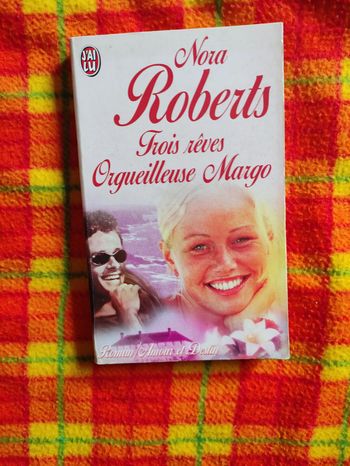 J'AI
LU
Nora
Roberts
Trois rêves
Orgueilleuse Margo
Roman/Amour et Destin